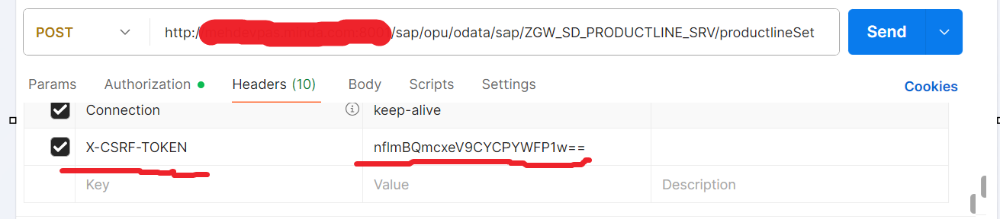 POST http:/ /sap/opu/odata/sap/ZGW_SD_PRODUCTLINE_SRV/productlineSet Send
Params Authorization Headers (10) Body Scripts Settings Cookies
Connection keep-alive
X-CSRF-TOKEN nflmBQmcxeV9CYCPYWFP1w==
Key Value Description